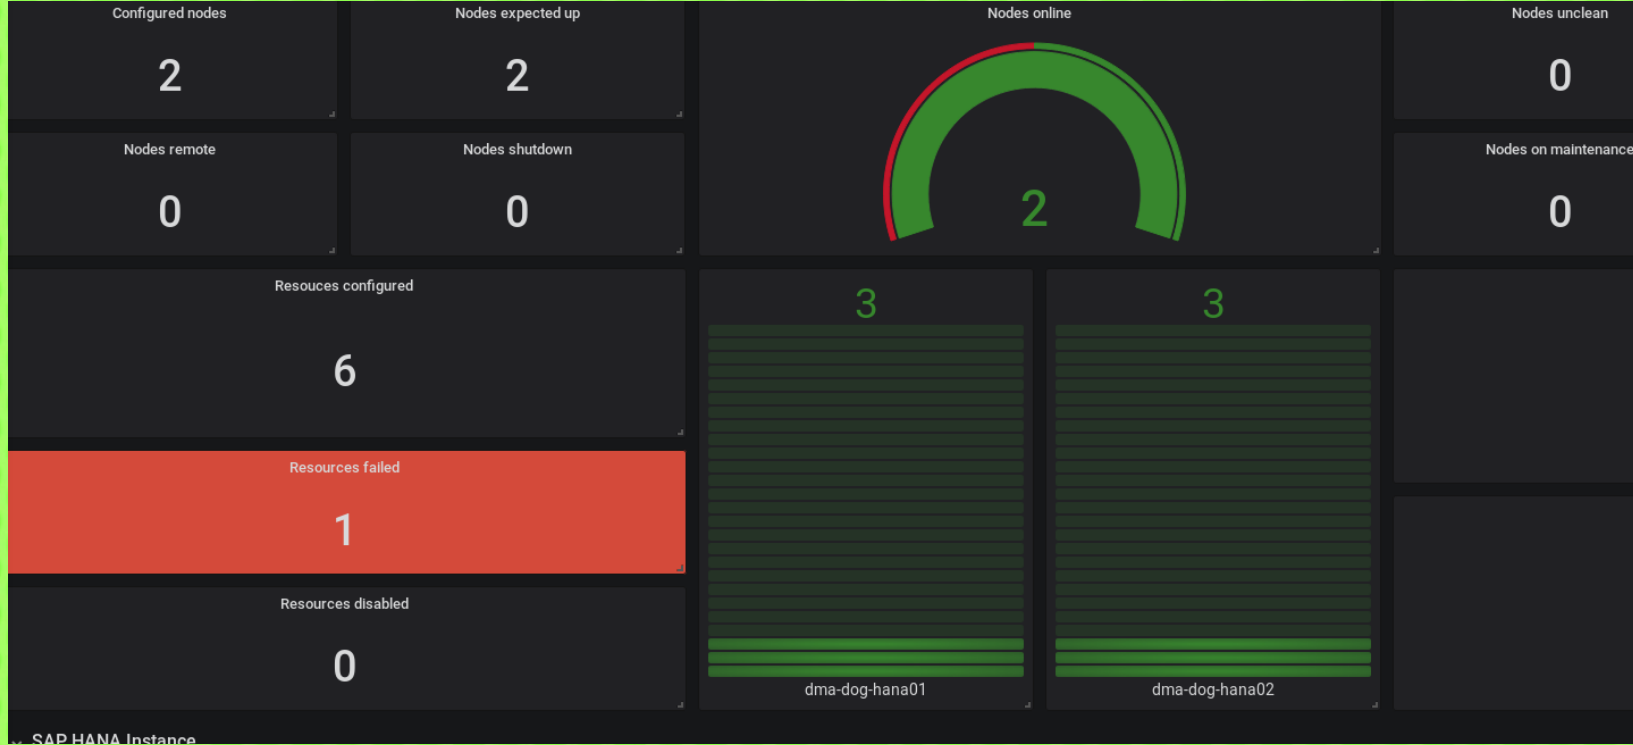 Configured nodes
2
Nodes expected up
2
Nodes online
2
Nodes unclean
0
Nodes remote
0
Nodes shutdown
0
Nodes on maintenance
0
Resouces configured
6
3
dma-dog-hana01
3
dma-dog-hana02
Resources failed
1
Resources disabled
0
SAP HANA Instance